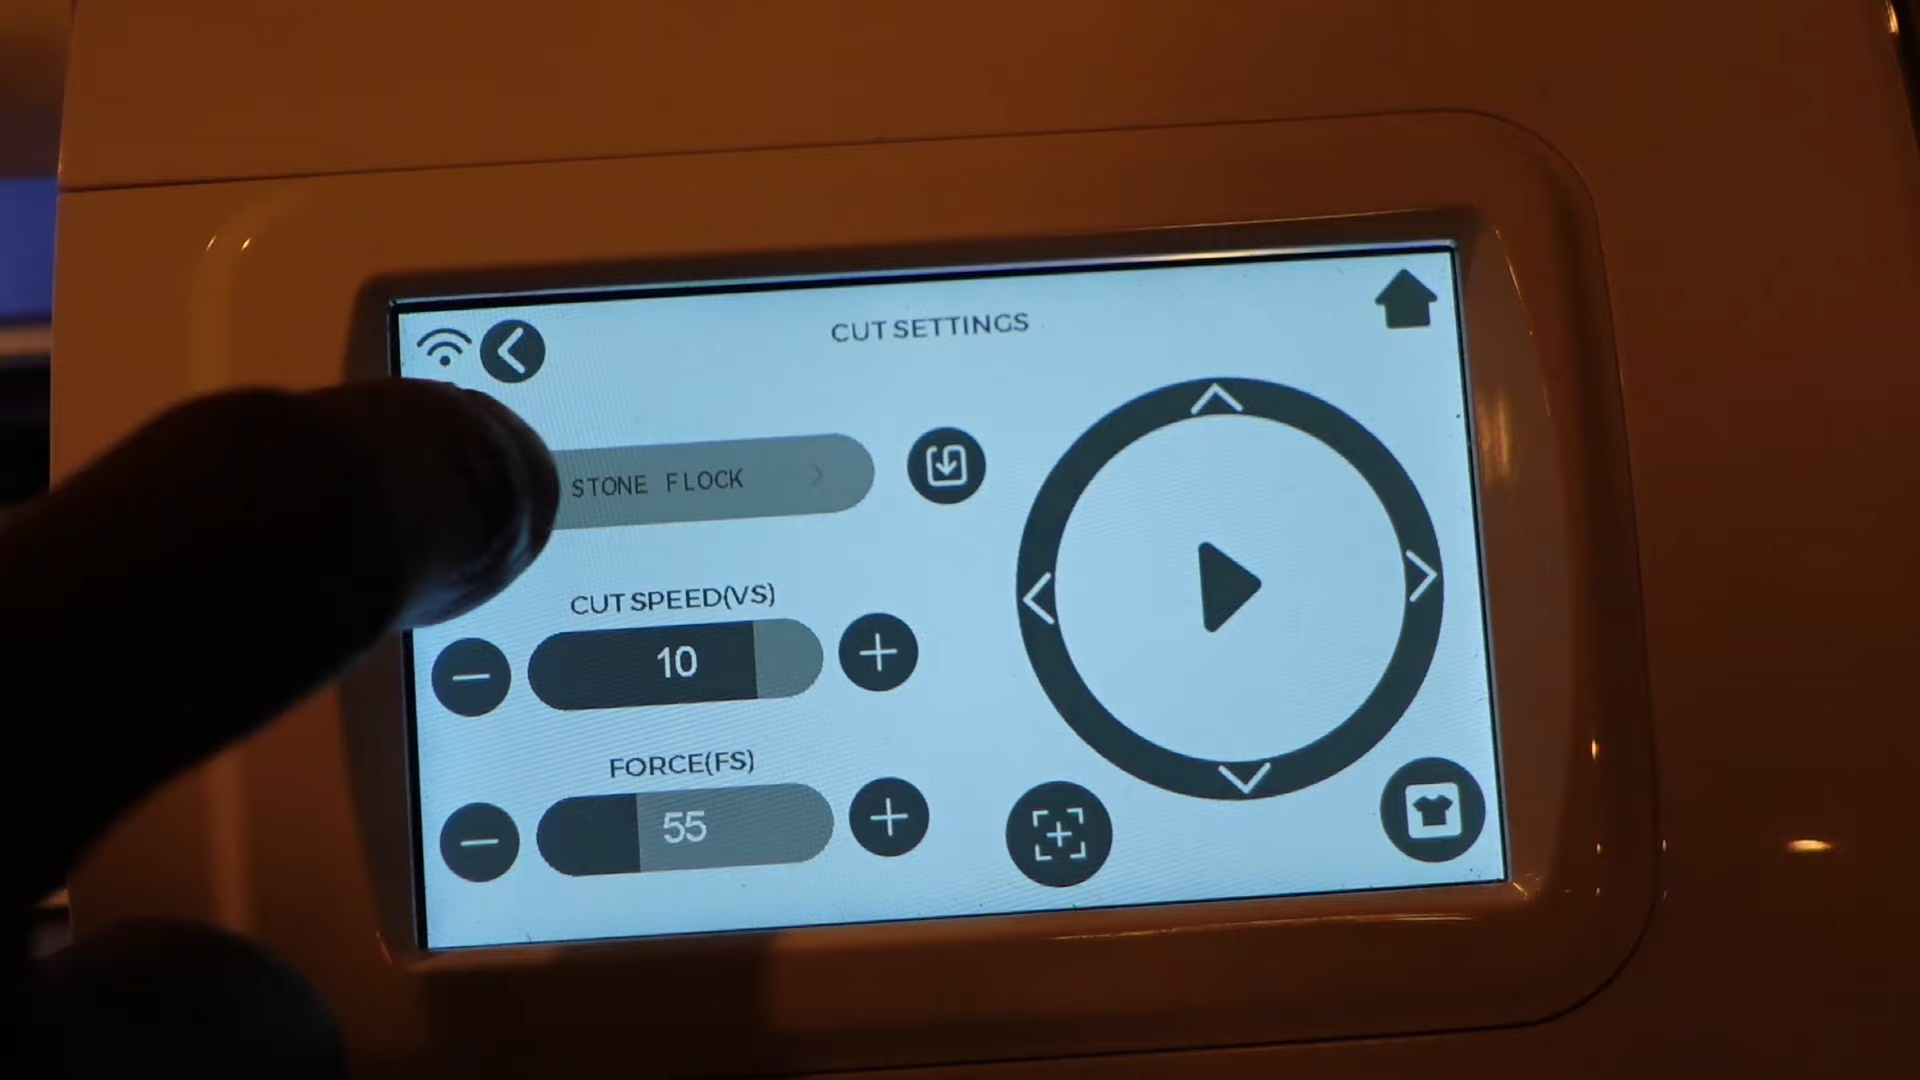 CUT SETTINGS
STONE FLOCK
CUT SPEED(VS)
10
FORCE(FS)
55